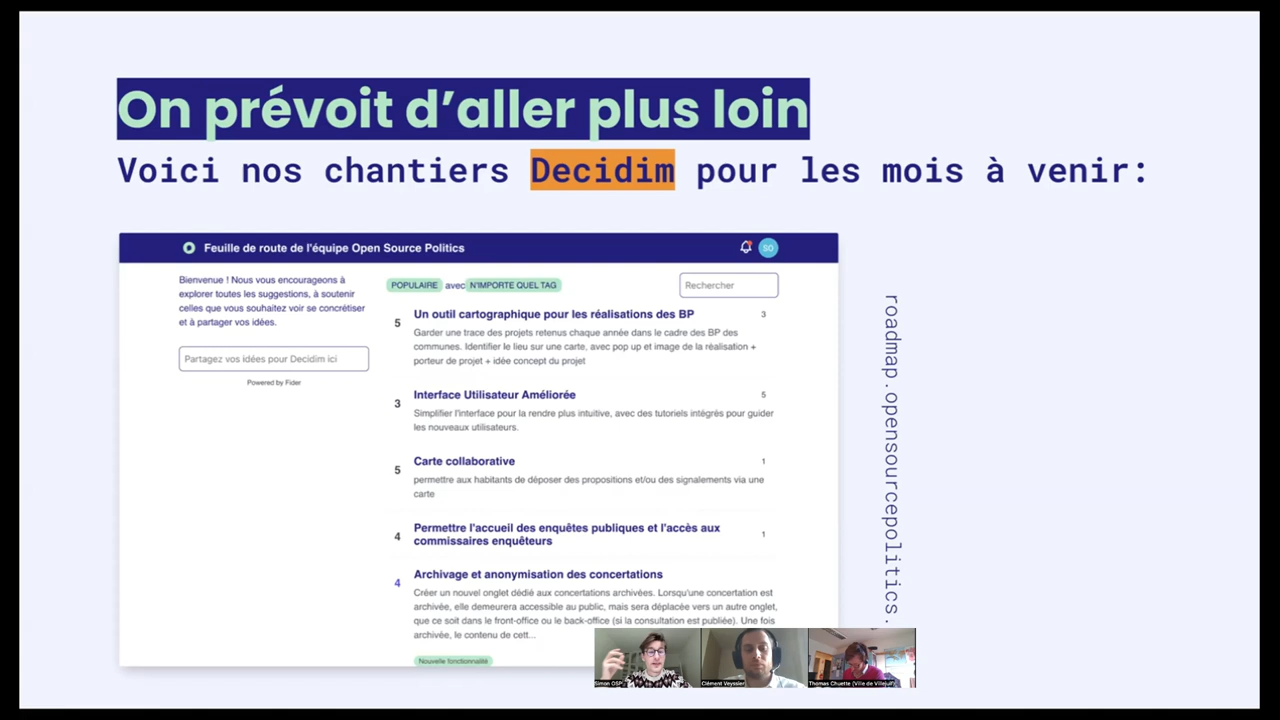 On prévoit d’aller plus loin
Voici nos chantiers Decidim pour les mois à venir:
Feuille de route de l'équipe Open Source Politics
SO
Bienvenue ! Nous vous encourageons à
explorer toutes les suggestions, à soutenir
celles que vous souhaitez voir se concrétiser
et à partager vos idées.
Partagez vos idées pour Decidim ici
Powered by Fider
POPULAIRE avec N'IMPORTE QUEL TAG
Rechercher
5
Un outil cartographique pour les réalisations des BP
3
Garder une trace des projets retenus chaque année dans le cadre des BP des
communes. Identifier le lieu sur une carte, avec pop up et image de la réalisation +
porteur de projet + idée concept du projet
3
Interface Utilisateur Améliorée
5
Simplifier l'interface pour la rendre plus intuitive, avec des tutoriels intégrés pour guider
les nouveaux utilisateurs.
5
Carte collaborative
1
permettre aux habitants de déposer des propositions et/ou des signalements via une
carte
4
Permettre l'accueil des enquêtes publiques et l'accès aux
commissaires enquêteurs
1
4
Archivage et anonymisation des concertations
Créer un nouvel onglet dédié aux concertations archivées. Lorsqu'une concertation est
archivée, elle demeurera accessible au public, mais sera déplacée vers un autre onglet,
que ce soit dans le front-office ou le back-office (si la consultation est publiée). Une fois
archivée, le contenu de cett...
Nouvelle fonctionnalité
roadmap.opensourcepolitics.
Simon OSP
Clément Veyssier
Thomas Chuette (Ville de Villejuif)